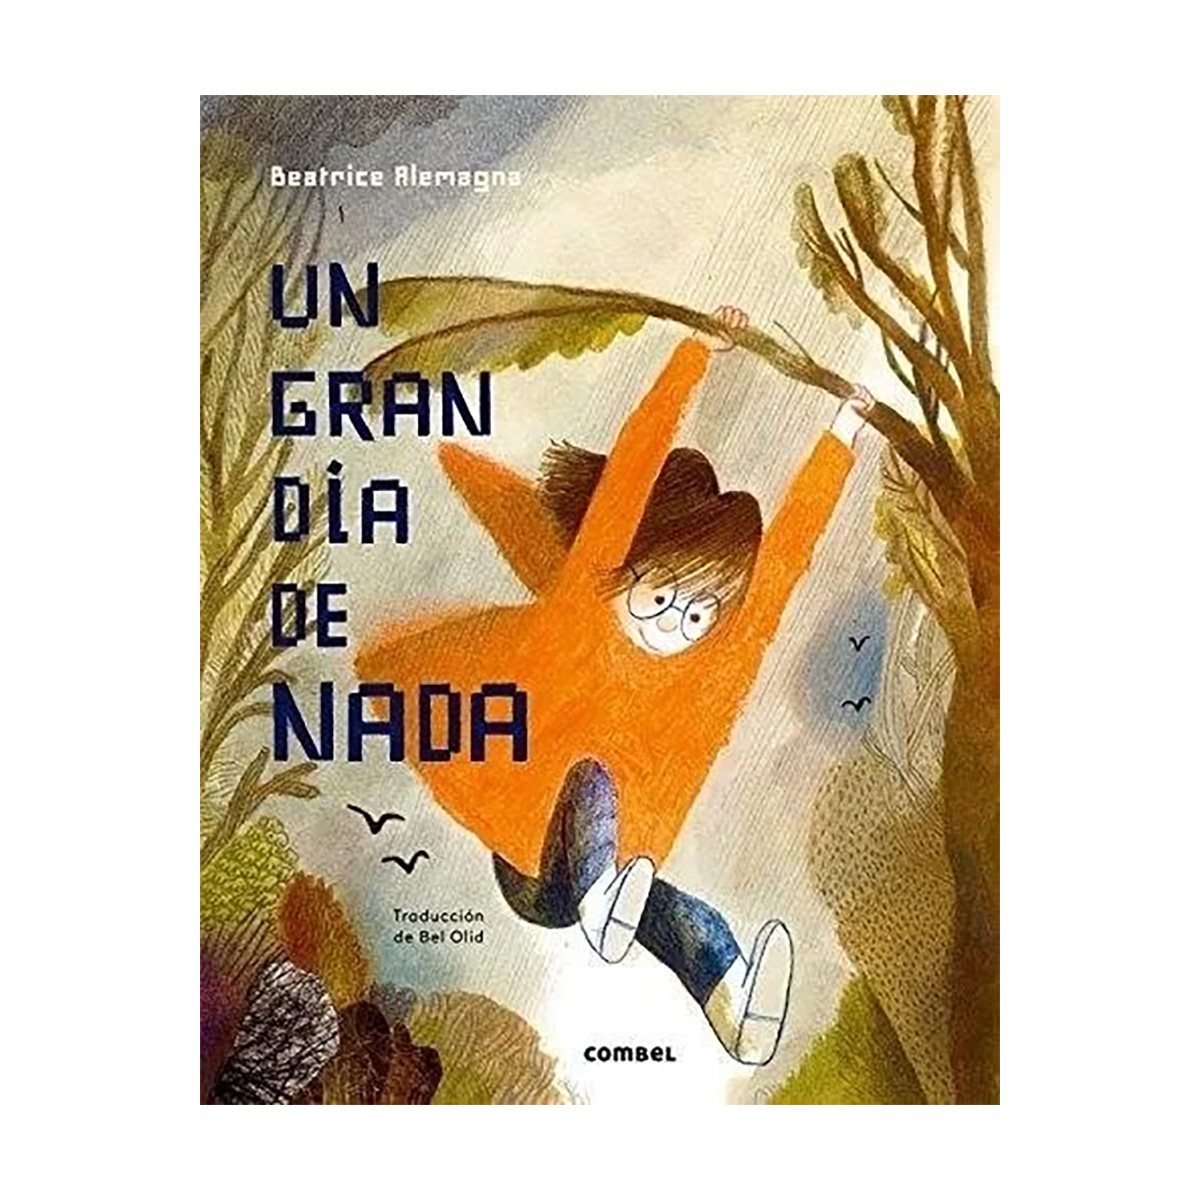 Beatrice Alemagna
UN
GRAN
DÍA
DE
NADA
Traducción
de Bel Olid
COMBEL